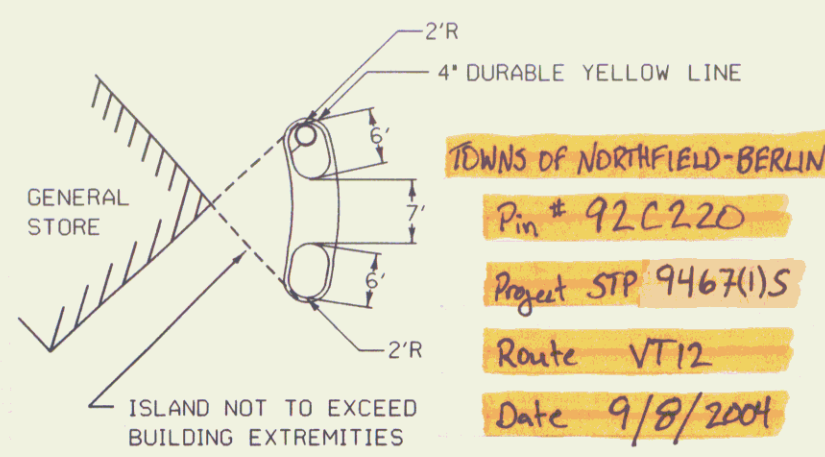 2'R
4" DURABLE YELLOW LINE
6'
GENERAL
STORE
7'
6'
2'R
ISLAND NOT TO EXCEED
BUILDING EXTREMITIES
TOWNS OF NORTHFIELD-BERLIN
Pin # 92C220
Project STP 9467(1)S
Route VT12
Date 9/8/2004